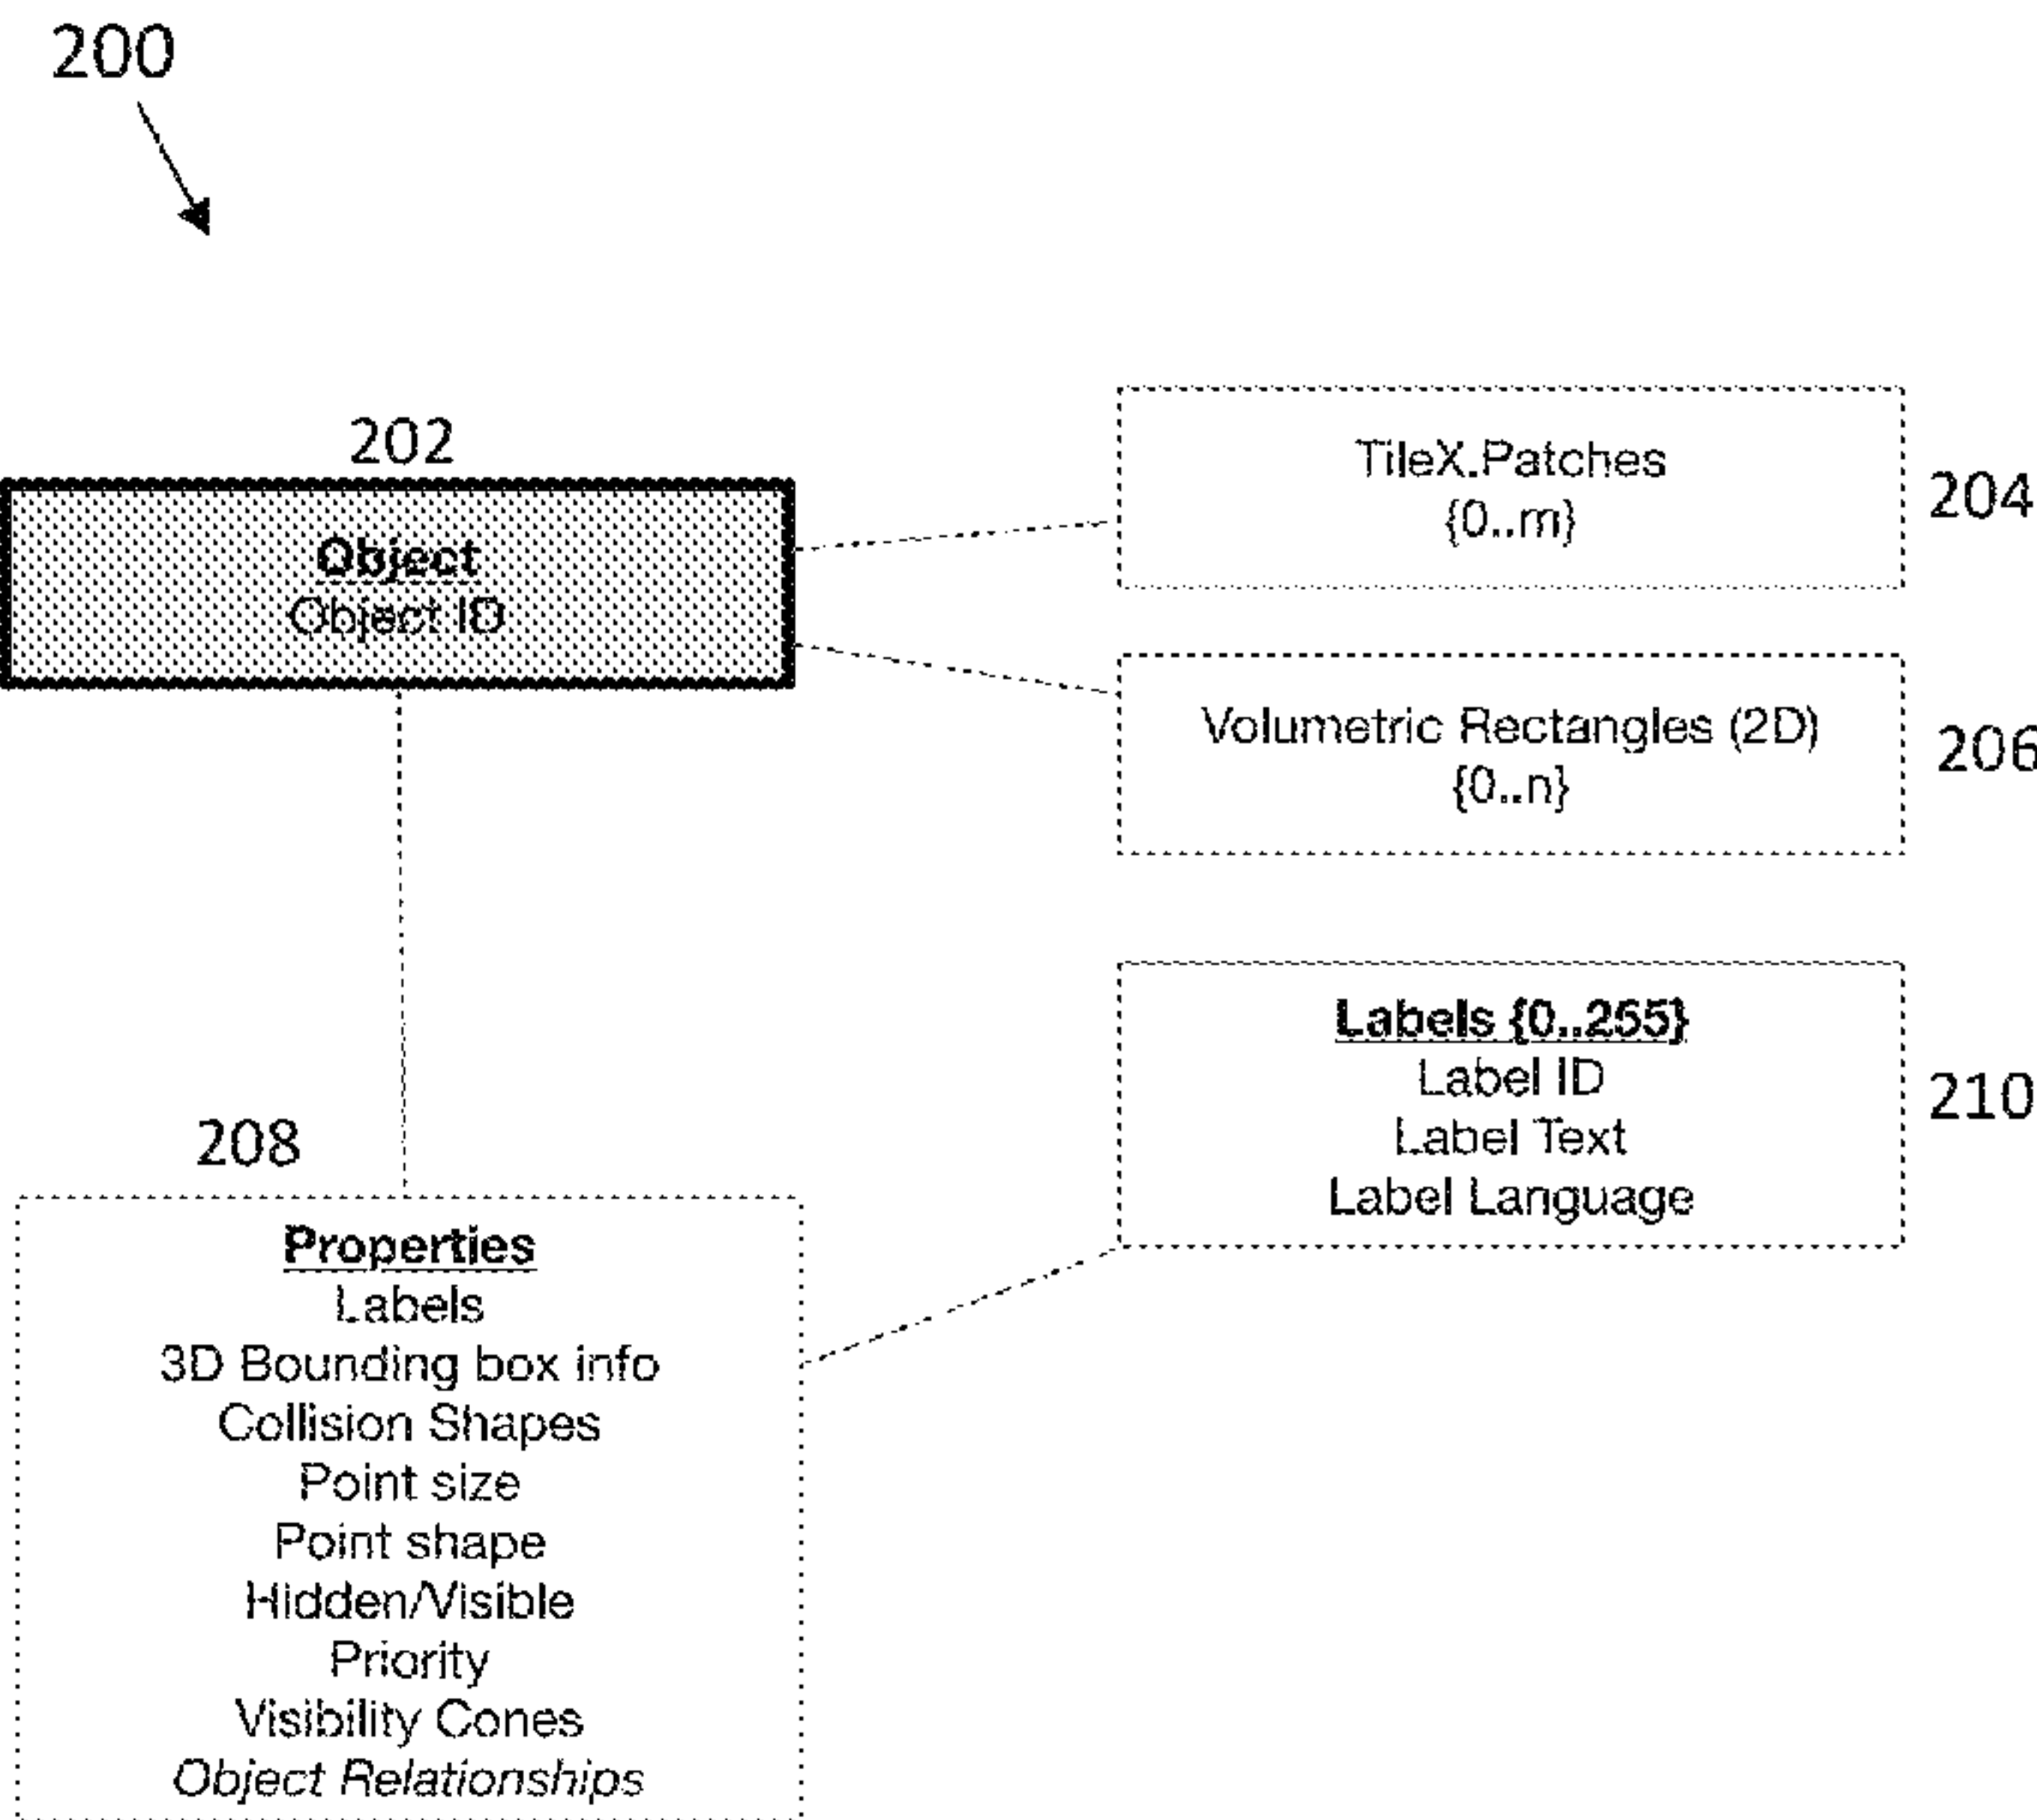 200
202
Object
Object ID
TileX.Patches
{0..m}
204
Volumetric Rectangles (2D)
{0..n}
206
Labels {0..255}
Label ID
Label Text
Label Language
210
208
Properties
Labels
3D Bounding box info
Collision Shapes
Point size
Point shape
Hidden/Visible
Priority
Visibility Cones
Object Relationships